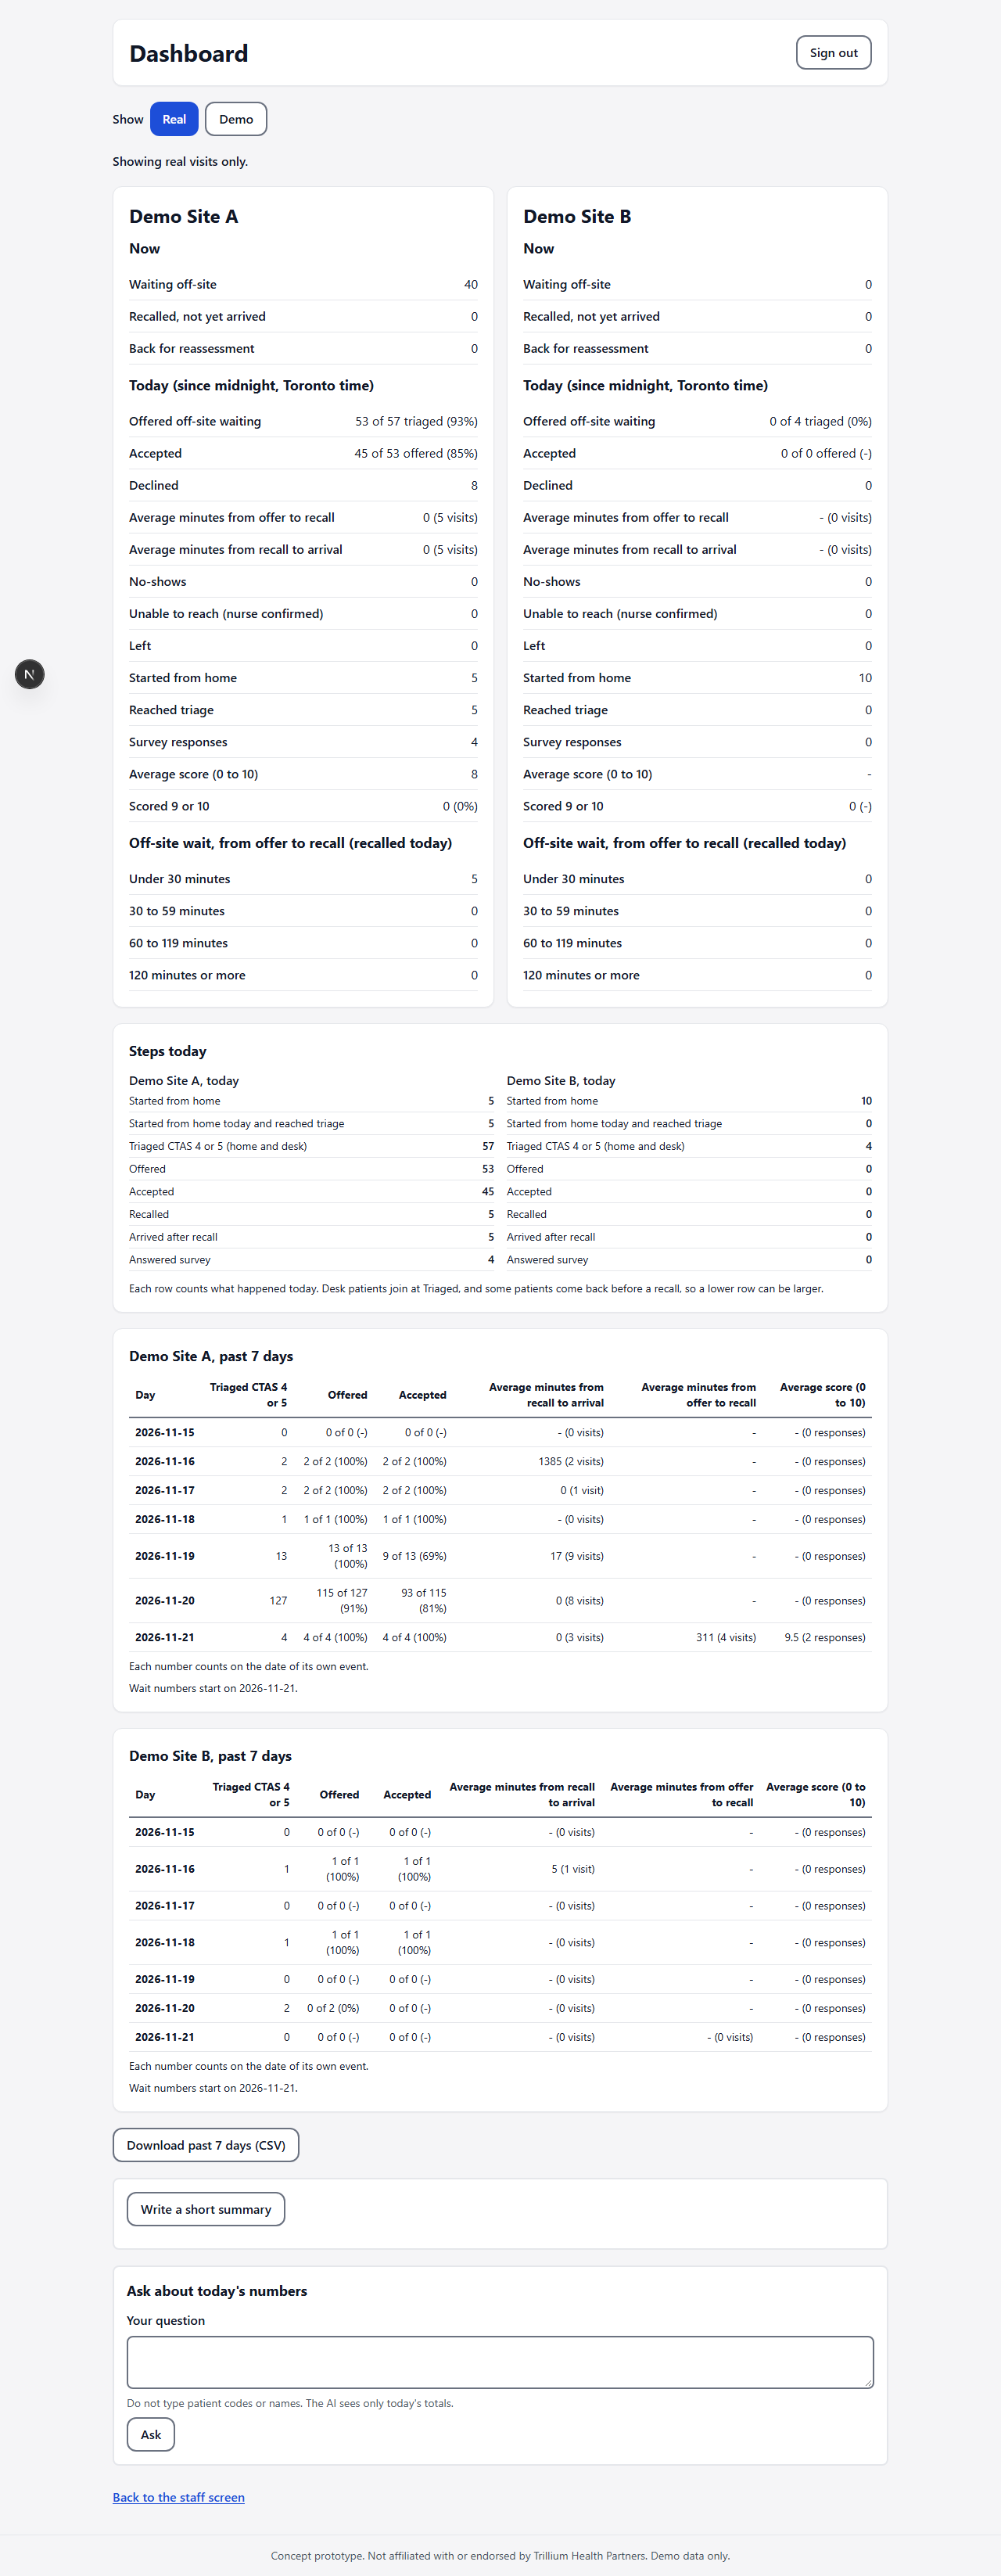 Dashboard
Sign out
Show
Real
Demo
Showing real visits only.
Demo Site A
Now
Waiting off-site 40
Recalled, not yet arrived 0
Back for reassessment 0
Today (since midnight, Toronto time)
Offered off-site waiting 53 of 57 triaged (93%)
Accepted 45 of 53 offered (85%)
Declined 8
Average minutes from offer to recall 0 (5 visits)
Average minutes from recall to arrival 0 (5 visits)
No-shows 0
Unable to reach (nurse confirmed) 0
Left 0
Started from home 5
Reached triage 5
Survey responses 4
Average score (0 to 10) 8
Scored 9 or 10 0 (0%)
Off-site wait, from offer to recall (recalled today)
Under 30 minutes 5
30 to 59 minutes 0
60 to 119 minutes 0
120 minutes or more 0
Demo Site B
Now
Waiting off-site 0
Recalled, not yet arrived 0
Back for reassessment 0
Today (since midnight, Toronto time)
Offered off-site waiting 0 of 4 triaged (0%)
Accepted 0 of 0 offered (-)
Declined 0
Average minutes from offer to recall - (0 visits)
Average minutes from recall to arrival - (0 visits)
No-shows 0
Unable to reach (nurse confirmed) 0
Left 0
Started from home 10
Reached triage 0
Survey responses 0
Average score (0 to 10) -
Scored 9 or 10 0 (-)
Off-site wait, from offer to recall (recalled today)
Under 30 minutes 0
30 to 59 minutes 0
60 to 119 minutes 0
120 minutes or more 0
N
Steps today
Demo Site A, today
Started from home 5
Started from home today and reached triage 5
Triaged CTAS 4 or 5 (home and desk) 57
Offered 53
Accepted 45
Recalled 5
Arrived after recall 5
Answered survey 4
Demo Site B, today
Started from home 10
Started from home today and reached triage 0
Triaged CTAS 4 or 5 (home and desk) 4
Offered 0
Accepted 0
Recalled 0
Arrived after recall 0
Answered survey 0
Each row counts what happened today. Desk patients join at Triaged, and some patients come back before a recall, so a lower row can be larger.
Demo Site A, past 7 days
Day Triaged CTAS 4 or 5 Offered Accepted Average minutes from recall to arrival Average minutes from offer to recall Average score (0 to 10)
2026-11-15 0 0 of 0 (-) 0 of 0 (-) - (0 visits) - - (0 responses)
2026-11-16 2 2 of 2 (100%) 2 of 2 (100%) 1385 (2 visits) - - (0 responses)
2026-11-17 2 2 of 2 (100%) 2 of 2 (100%) 0 (1 visit) - - (0 responses)
2026-11-18 1 1 of 1 (100%) 1 of 1 (100%) - (0 visits) - - (0 responses)
2026-11-19 13 13 of 13 (100%) 9 of 13 (69%) 17 (9 visits) - - (0 responses)
2026-11-20 127 115 of 127 (91%) 93 of 115 (81%) 0 (8 visits) - - (0 responses)
2026-11-21 4 4 of 4 (100%) 4 of 4 (100%) 0 (3 visits) 311 (4 visits) 9.5 (2 responses)
Each number counts on the date of its own event.
Wait numbers start on 2026-11-21.
Demo Site B, past 7 days
Day Triaged CTAS 4 or 5 Offered Accepted Average minutes from recall to arrival Average minutes from offer to recall Average score (0 to 10)
2026-11-15 0 0 of 0 (-) 0 of 0 (-) - (0 visits) - - (0 responses)
2026-11-16 1 1 of 1 (100%) 1 of 1 (100%) 5 (1 visit) - - (0 responses)
2026-11-17 0 0 of 0 (-) 0 of 0 (-) - (0 visits) - - (0 responses)
2026-11-18 1 1 of 1 (100%) 1 of 1 (100%) - (0 visits) - - (0 responses)
2026-11-19 0 0 of 0 (-) 0 of 0 (-) - (0 visits) - - (0 responses)
2026-11-20 2 0 of 2 (0%) 0 of 0 (-) - (0 visits) - - (0 responses)
2026-11-21 0 0 of 0 (-) 0 of 0 (-) - (0 visits) - (0 visits) - (0 responses)
Each number counts on the date of its own event.
Wait numbers start on 2026-11-21.
Download past 7 days (CSV)
Write a short summary
Ask about today's numbers
Your question
Do not type patient codes or names. The AI sees only today's totals.
Ask
Back to the staff screen
Concept prototype. Not affiliated with or endorsed by Trillium Health Partners. Demo data only.